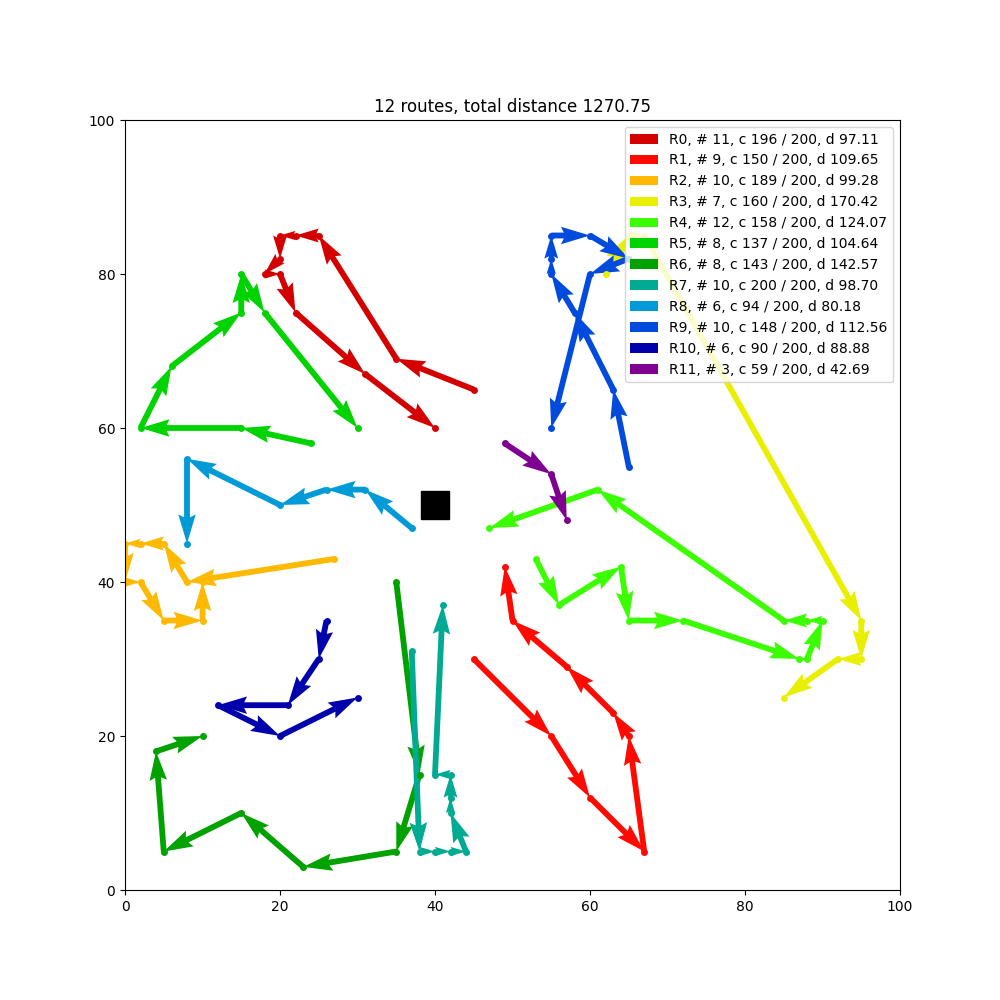 12 routes, total distance 1270.75
100
80
60
40
20
0
0 20 40 60 80 100
R0, # 11, c 196 / 200, d 97.11
R1, # 9, c 150 / 200, d 109.65
R2, # 10, c 189 / 200, d 99.28
R3, # 7, c 160 / 200, d 170.42
R4, # 12, c 158 / 200, d 124.07
R5, # 8, c 137 / 200, d 104.64
R6, # 8, c 143 / 200, d 142.57
R7, # 10, c 200 / 200, d 98.70
R8, # 6, c 94 / 200, d 80.18
R9, # 10, c 148 / 200, d 112.56
R10, # 6, c 90 / 200, d 88.88
R11, # 3, c 59 / 200, d 42.69